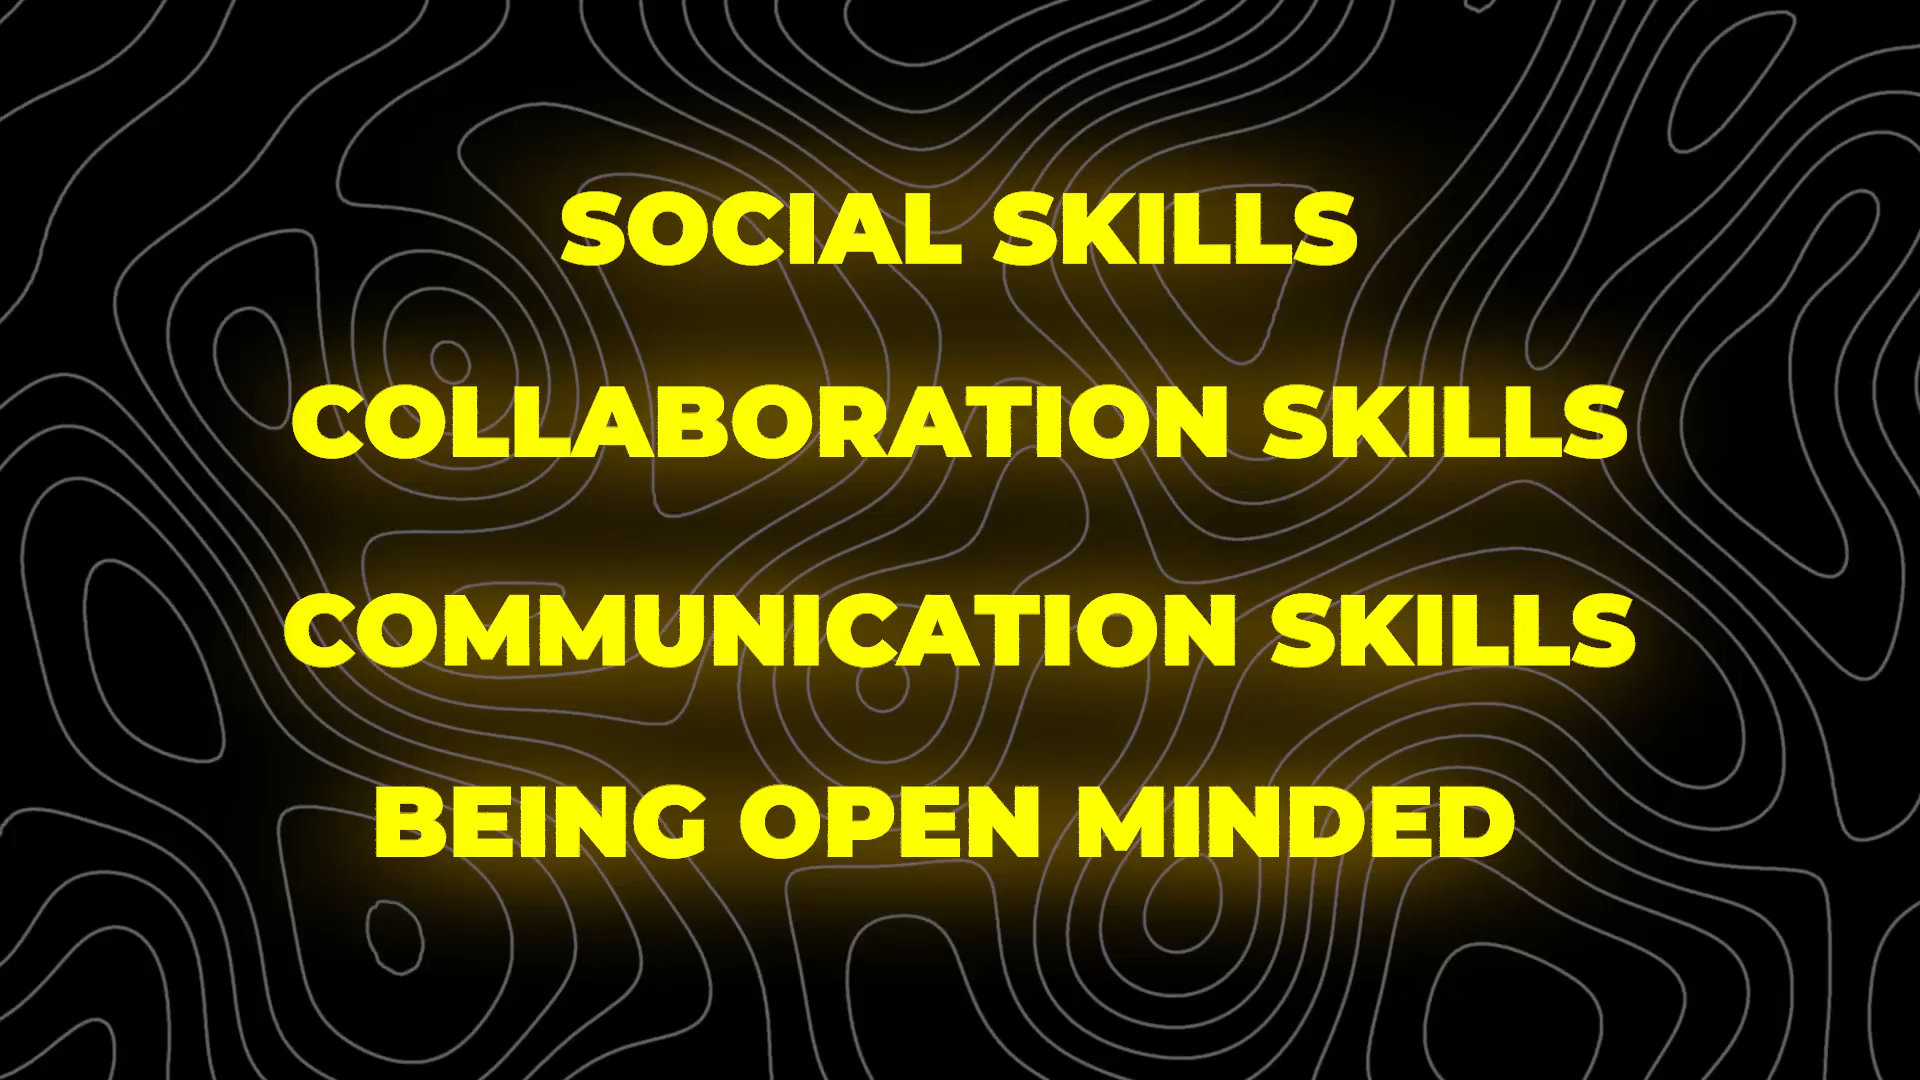 SOCIAL SKILLS
COLLABORATION SKILLS
COMMUNICATION SKILLS
BEING OPEN MINDED